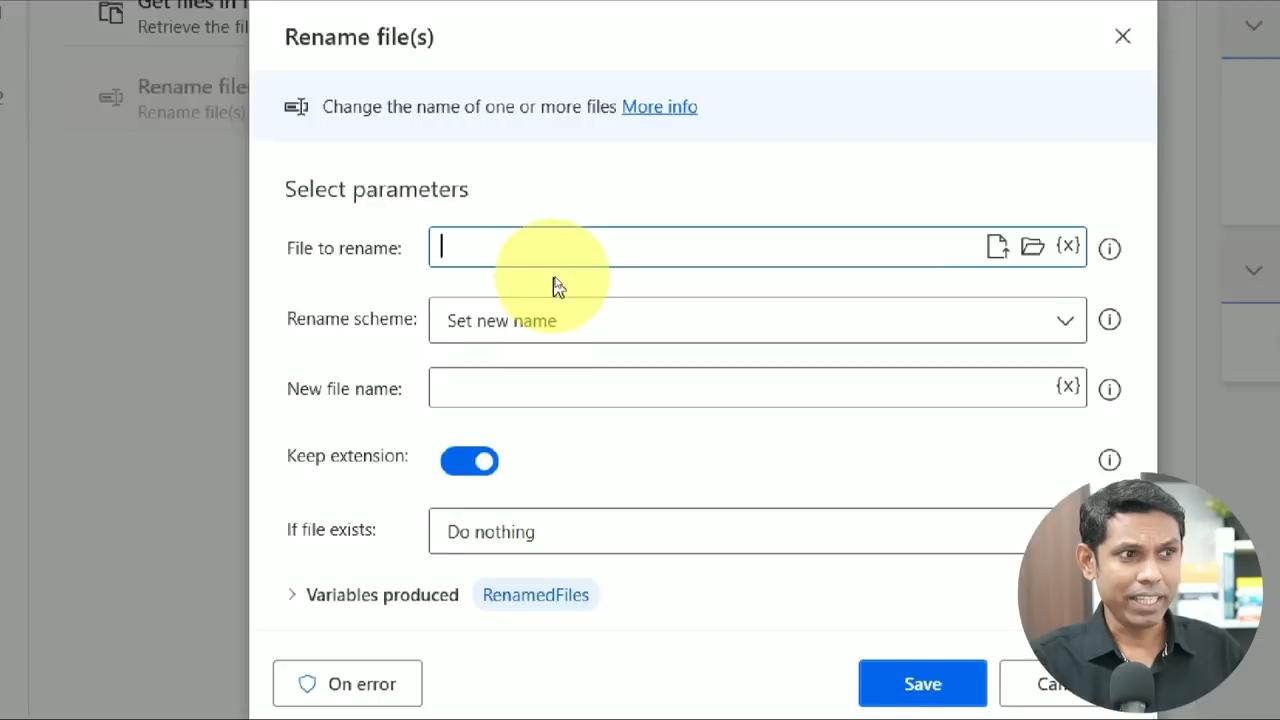 Get files in f
Retrieve the fil
Rename file
Rename file(s)
Rename file(s)
Change the name of one or more files More info
Select parameters
File to rename:
{x}
Rename scheme:
Set new name
New file name:
{x}
Keep extension:
If file exists:
Do nothing
Variables produced
RenamedFiles
On error
Save
Can